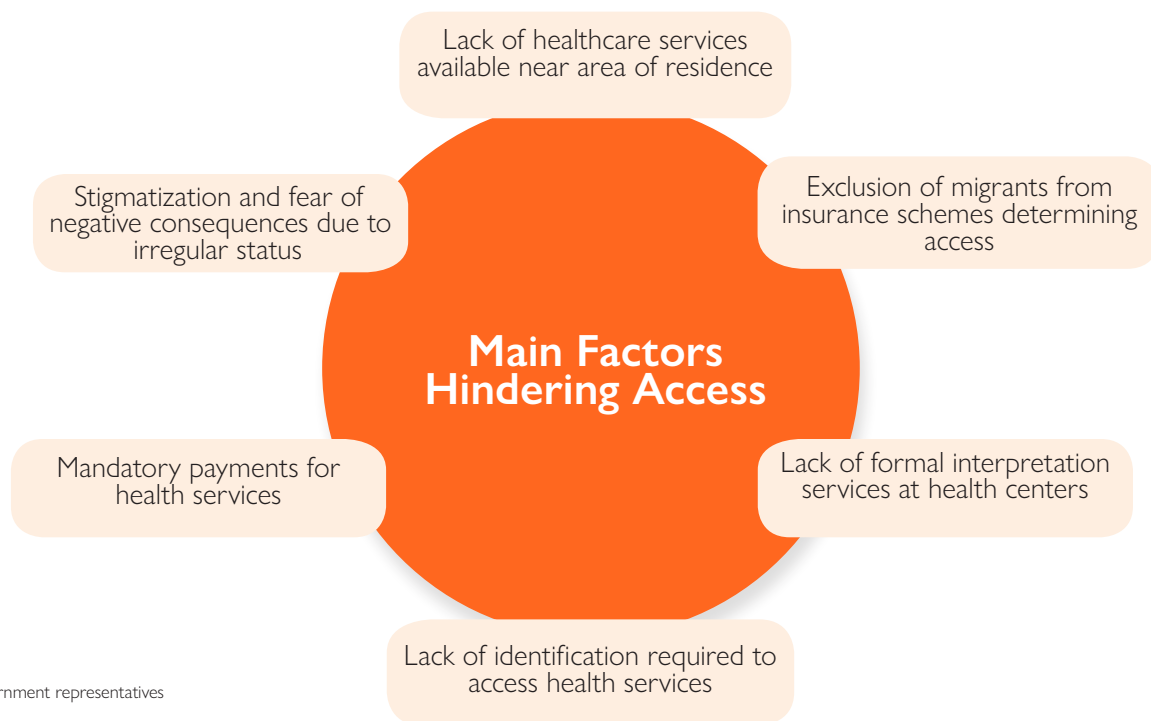 Lack of healthcare services
available near area of residence
Stigmatization and fear of
negative consequences due to
irregular status
Exclusion of migrants from
insurance schemes determining
access
Main Factors
Hindering Access
Mandatory payments for
health services
Lack of formal interpretation
services at health centers
Lack of identification required to
access health services
representatives